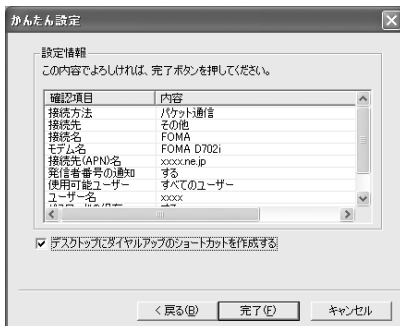 かんたん設定
設定情報
この内容でよろしければ、完了ボタンを押してください。
確認項目 内容
接続方法 パケット通信
接続先 その他
接続名 FOMA
モデム名 FOMA D702i
接続先(APN)名 xxxx.ne.jp
発信者番号の通知 する
使用可能ユーザー すべてのユーザー
ユーザー名 xxxx
デスクトップにダイヤルアップのショートカットを作成する
< 戻る(B) 完了(F) キャンセル